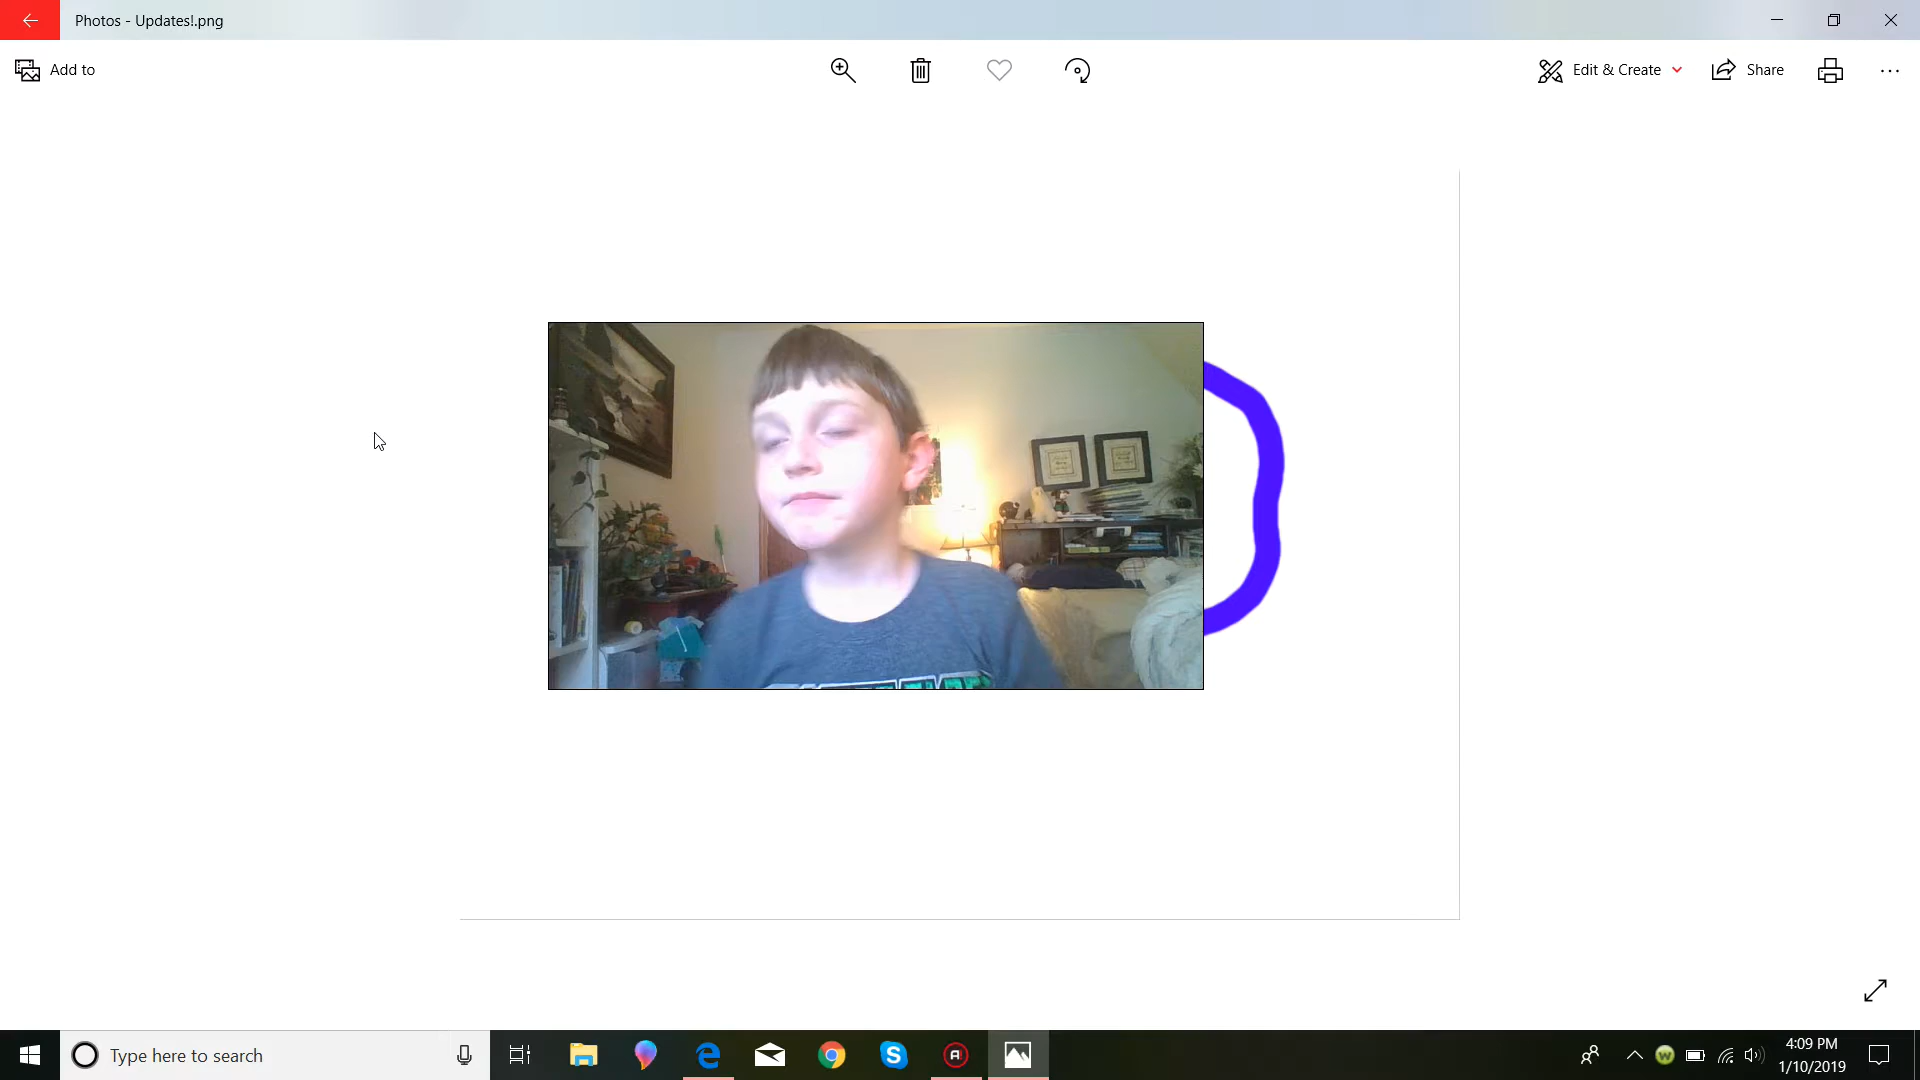 Photos - Updates!.png
Add to
Edit & Create
Share
Type here to search
4:09 PM
1/10/2019